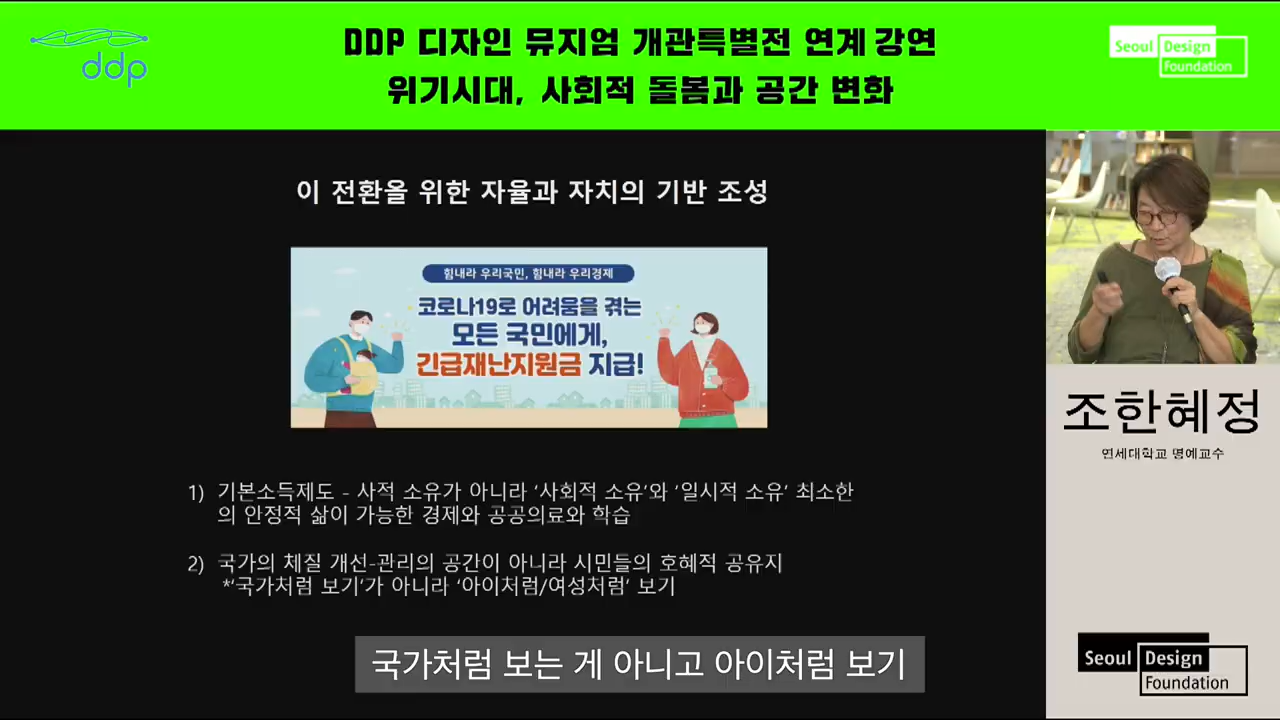 ddp
DDP 디자인 뮤지엄 개관특별전 연계 강연
위기시대, 사회적 돌봄과 공간 변화
Seoul Design Foundation
이 전환을 위한 자율과 자치의 기반 조성
힘내라 우리국민, 힘내라 우리경제
코로나19로 어려움을 겪는
모든 국민에게,
긴급재난지원금 지급!
1) 기본소득제도 - 사적 소유가 아니라 ‘사회적 소유’와 ‘일시적 소유’ 최소한
의 안정적 삶이 가능한 경제와 공공의료와 학습
2) 국가의 체질 개선-관리의 공간이 아니라 시민들의 호혜적 공유지
*‘국가처럼 보기’가 아니라 ‘아이처럼/여성처럼’ 보기
국가처럼 보는 게 아니고 아이처럼 보기
조한혜정
연세대학교 명예교수
Seoul Design
Foundation